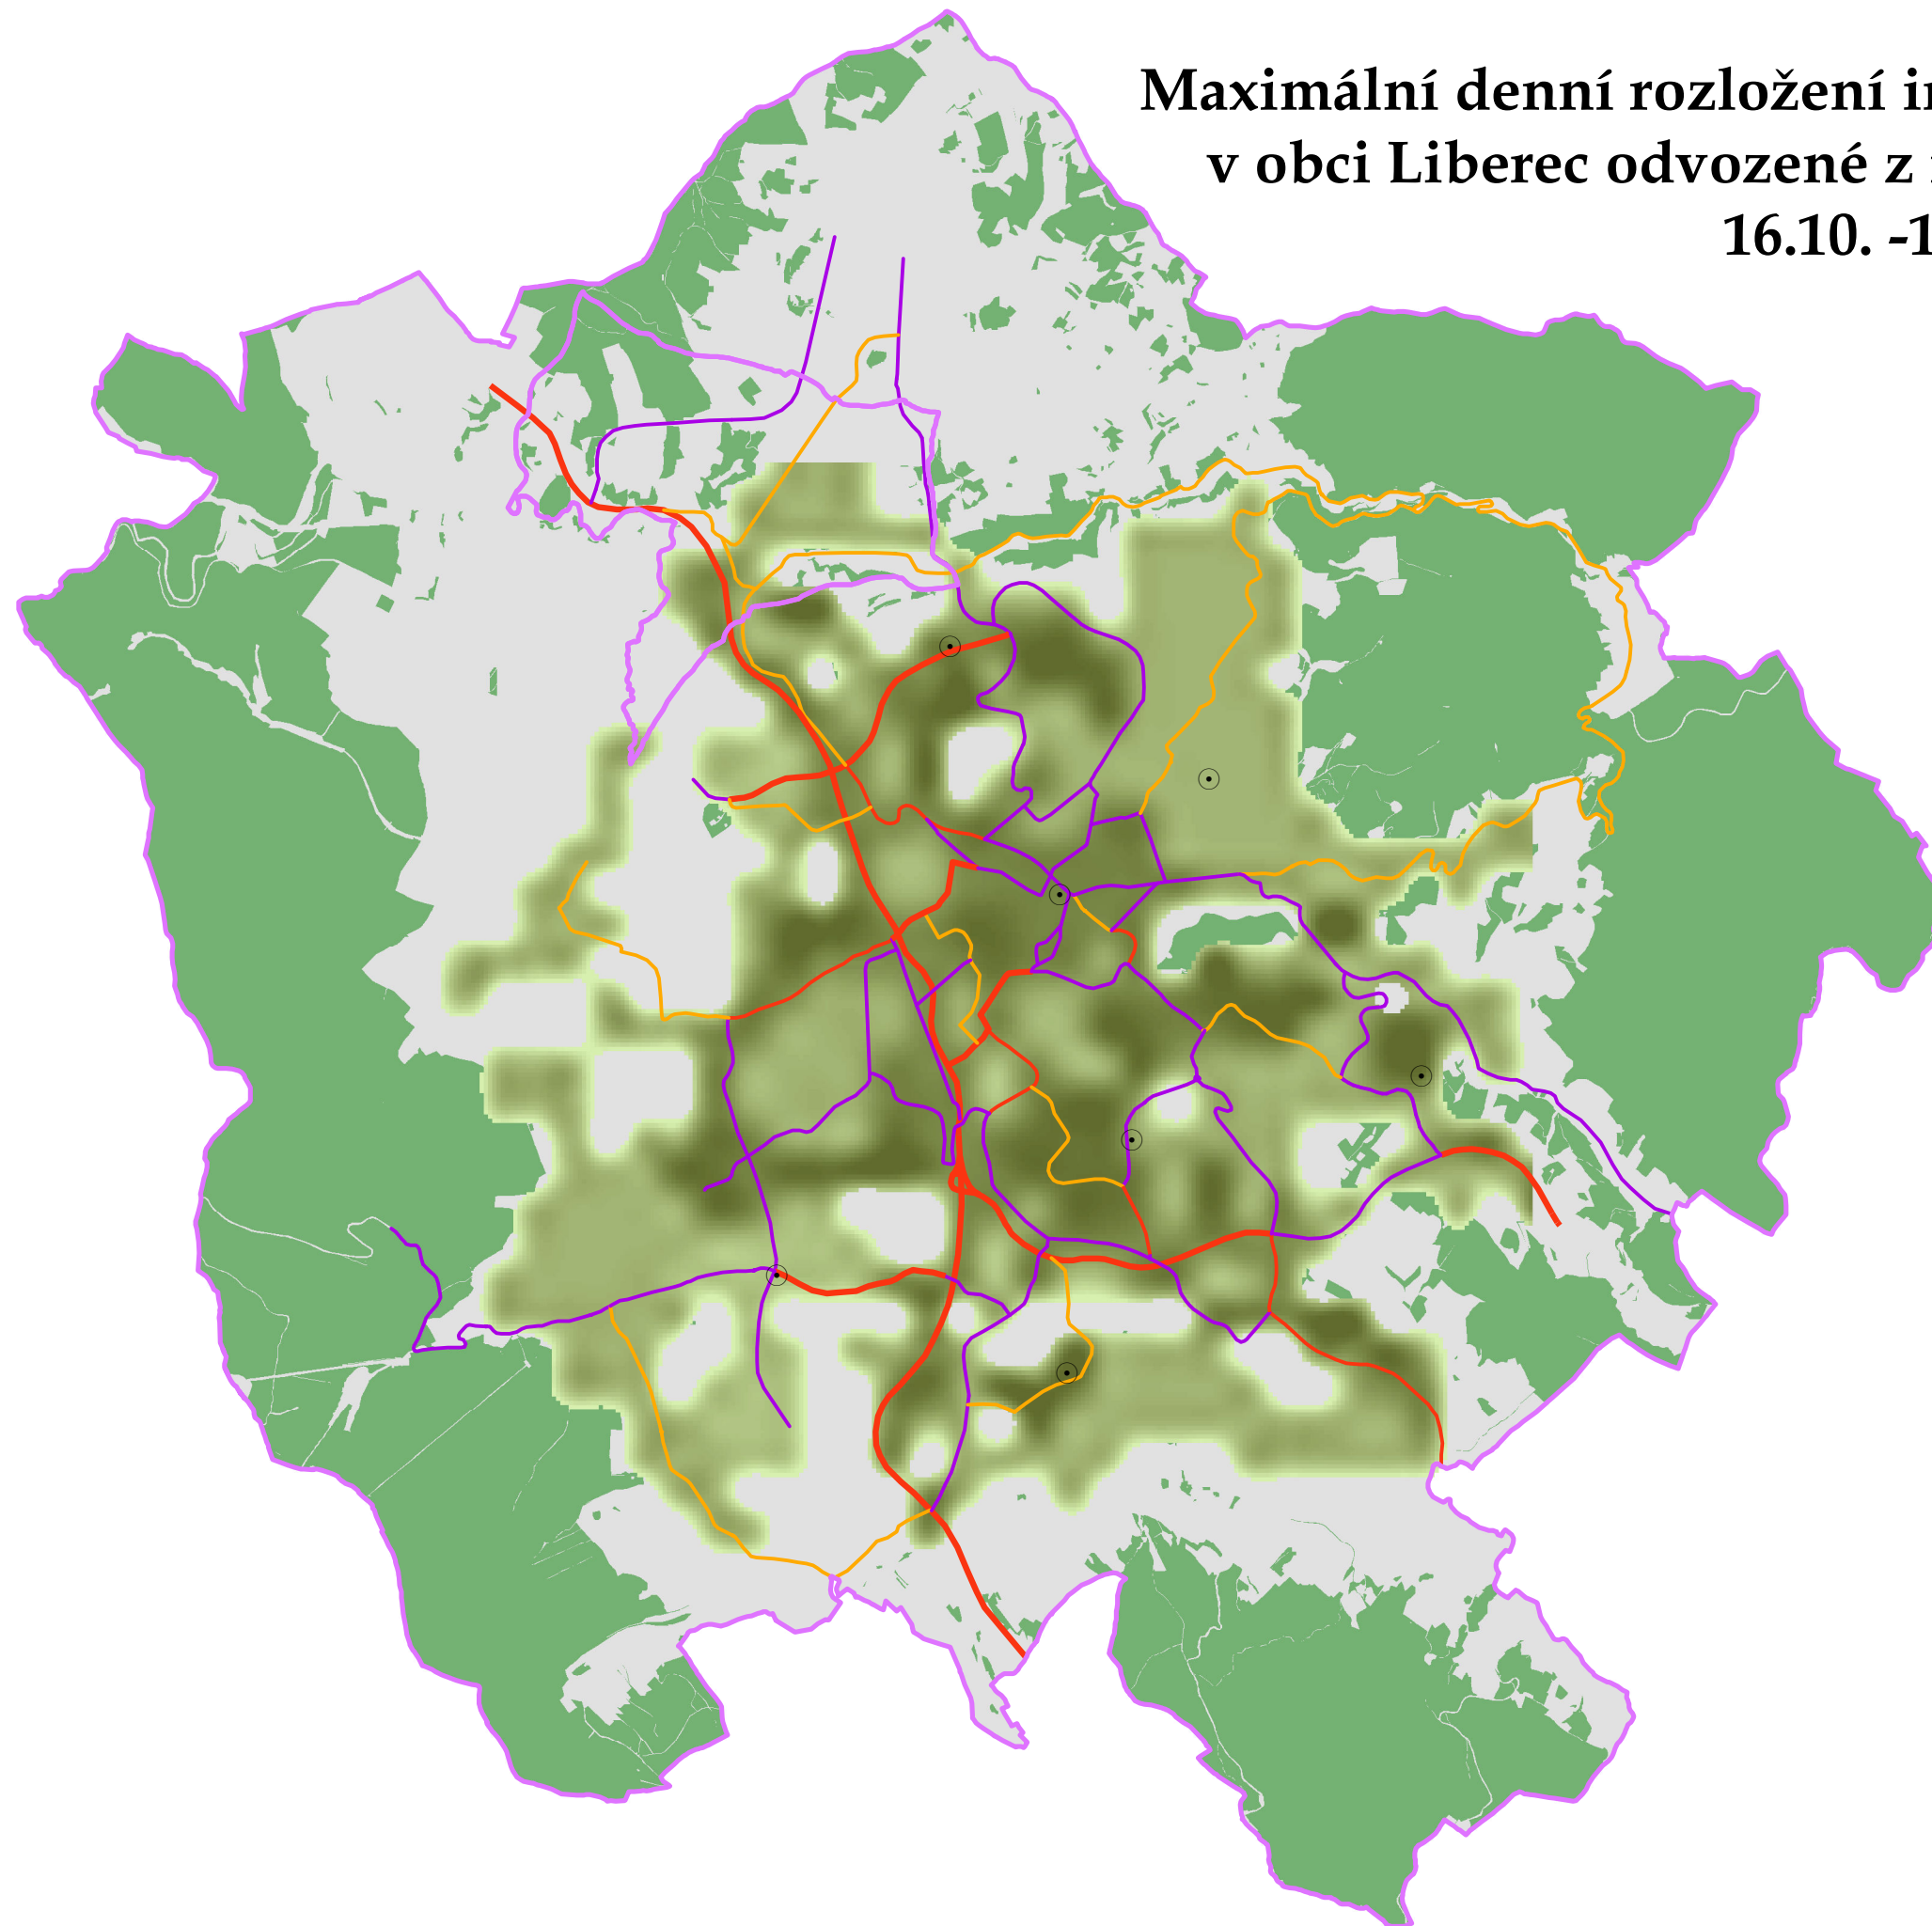 Maximální denní rozložení
v obci Liberec odvozené z
16.10. -1